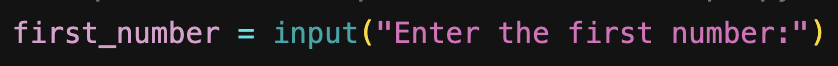 first_number = input("Enter the first number:")